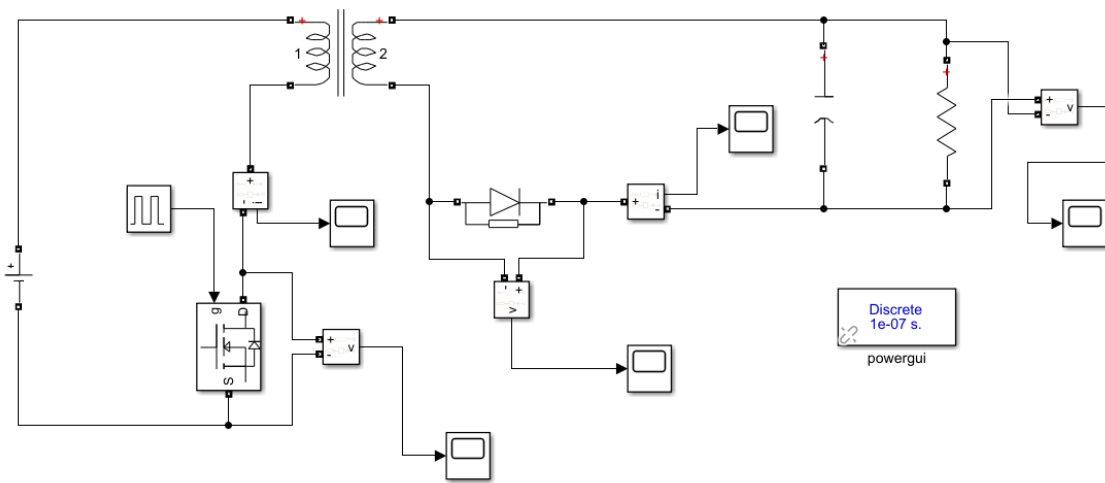 +
+
1
2
+
-
i
+
i
+
-
+
+
+
-
v
+
g
D
S
+
-
v
-
+
v
Discrete
1e-07 s.
powergui